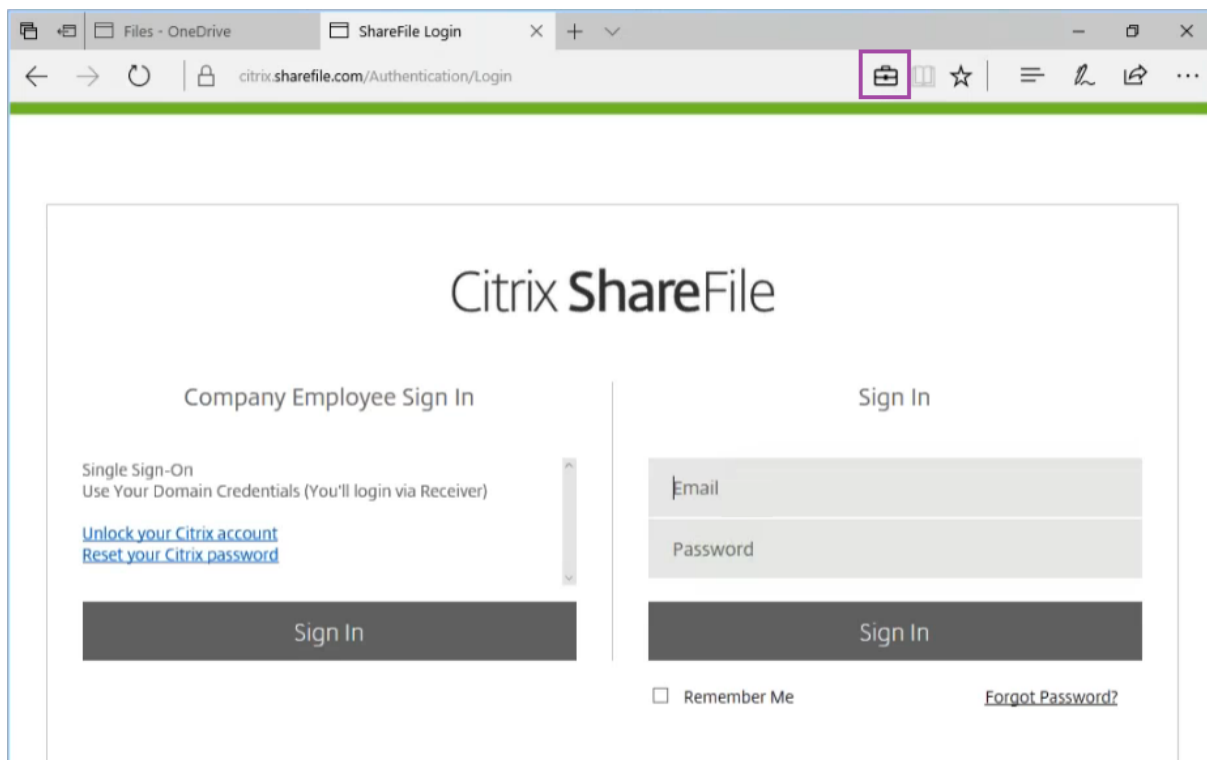 Files - OneDrive
ShareFile Login
citrix.sharefile.com/Authentication/Login
Citrix ShareFile
Company Employee Sign In
Single Sign-On
Use Your Domain Credentials (You'll login via Receiver)
Unlock your Citrix account
Reset your Citrix password
Sign In
Sign In
Email
Password
Sign In
Remember Me
Forgot Password?